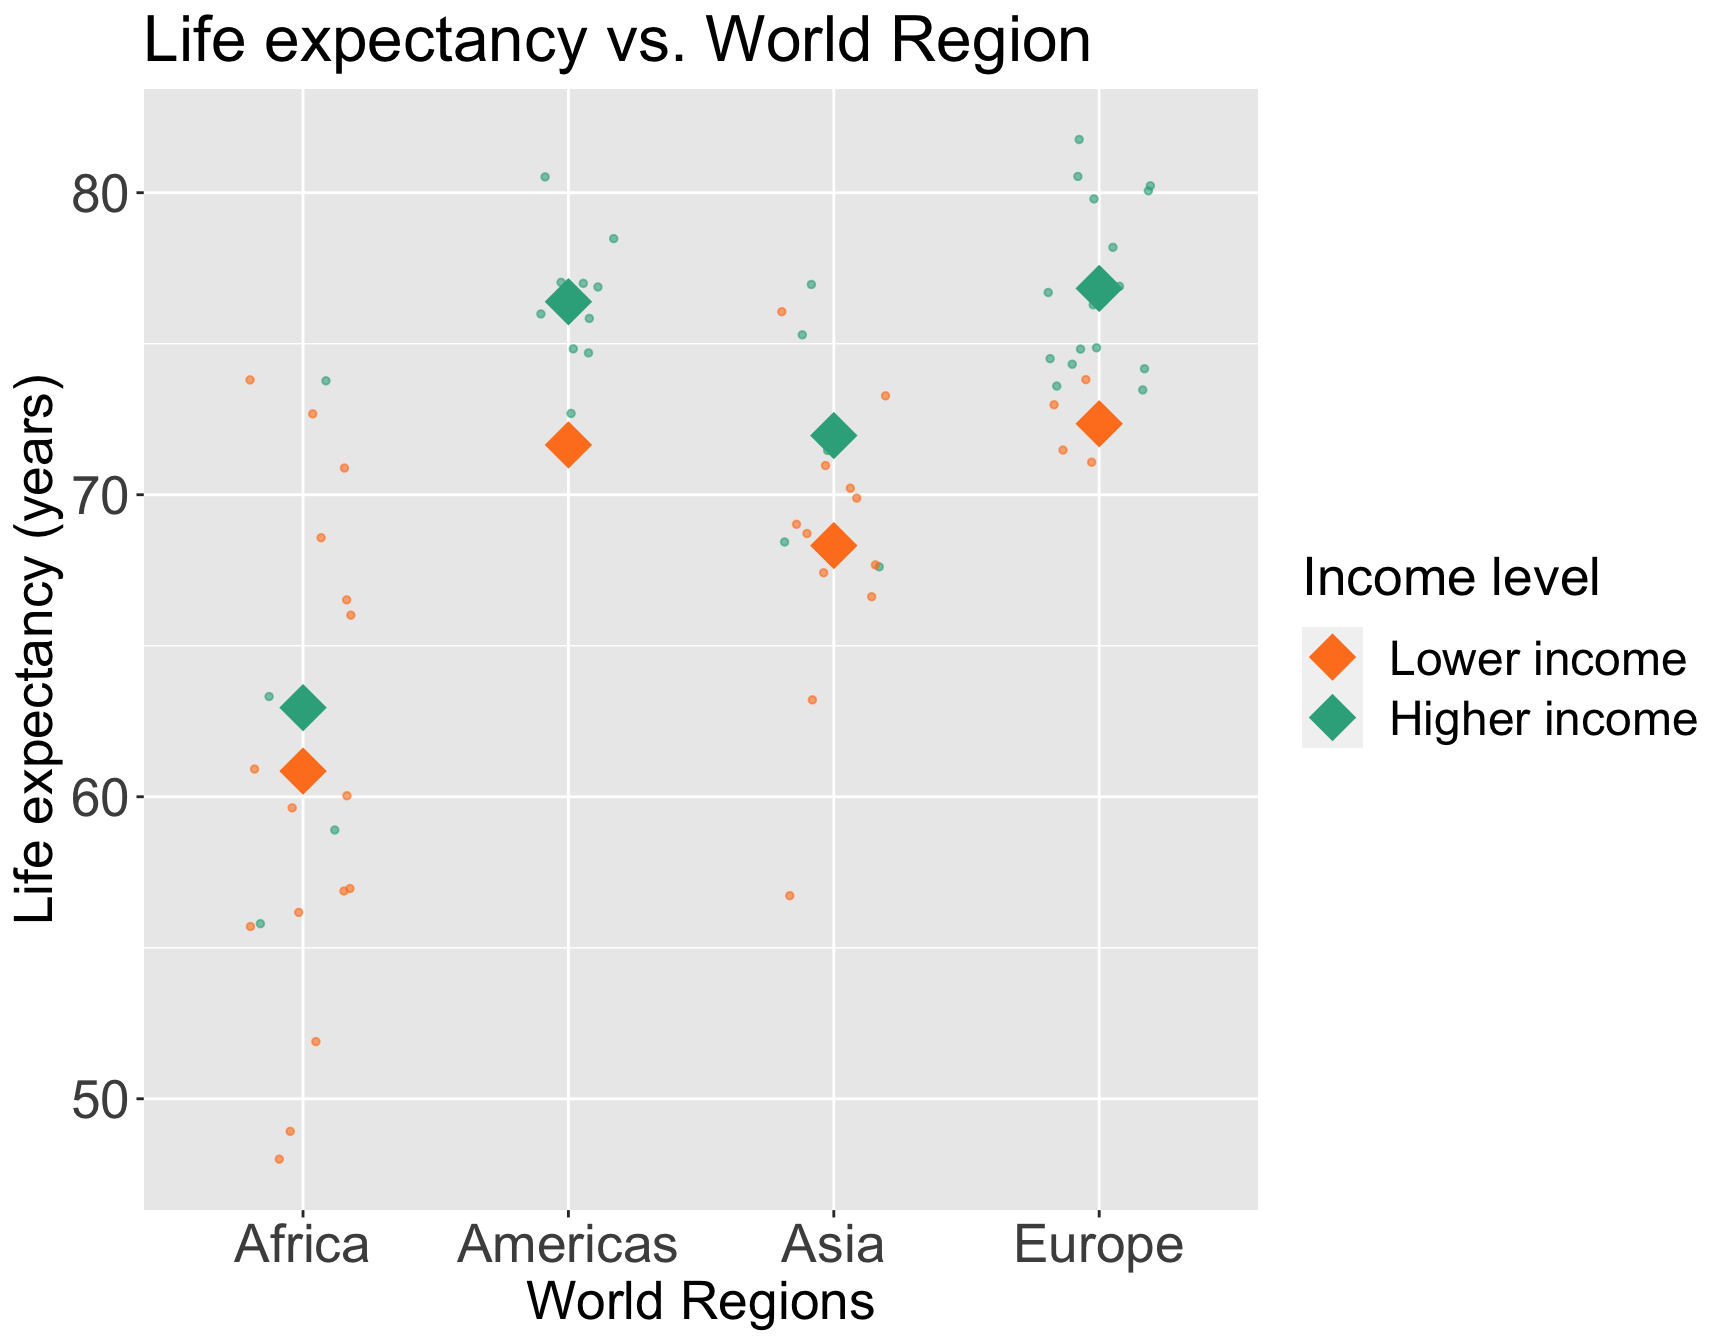 Life expectancy vs. World Region
Life expectancy (years)
80
70
60
50
Africa Americas Asia Europe
World Regions
Income level
Lower income
Higher income